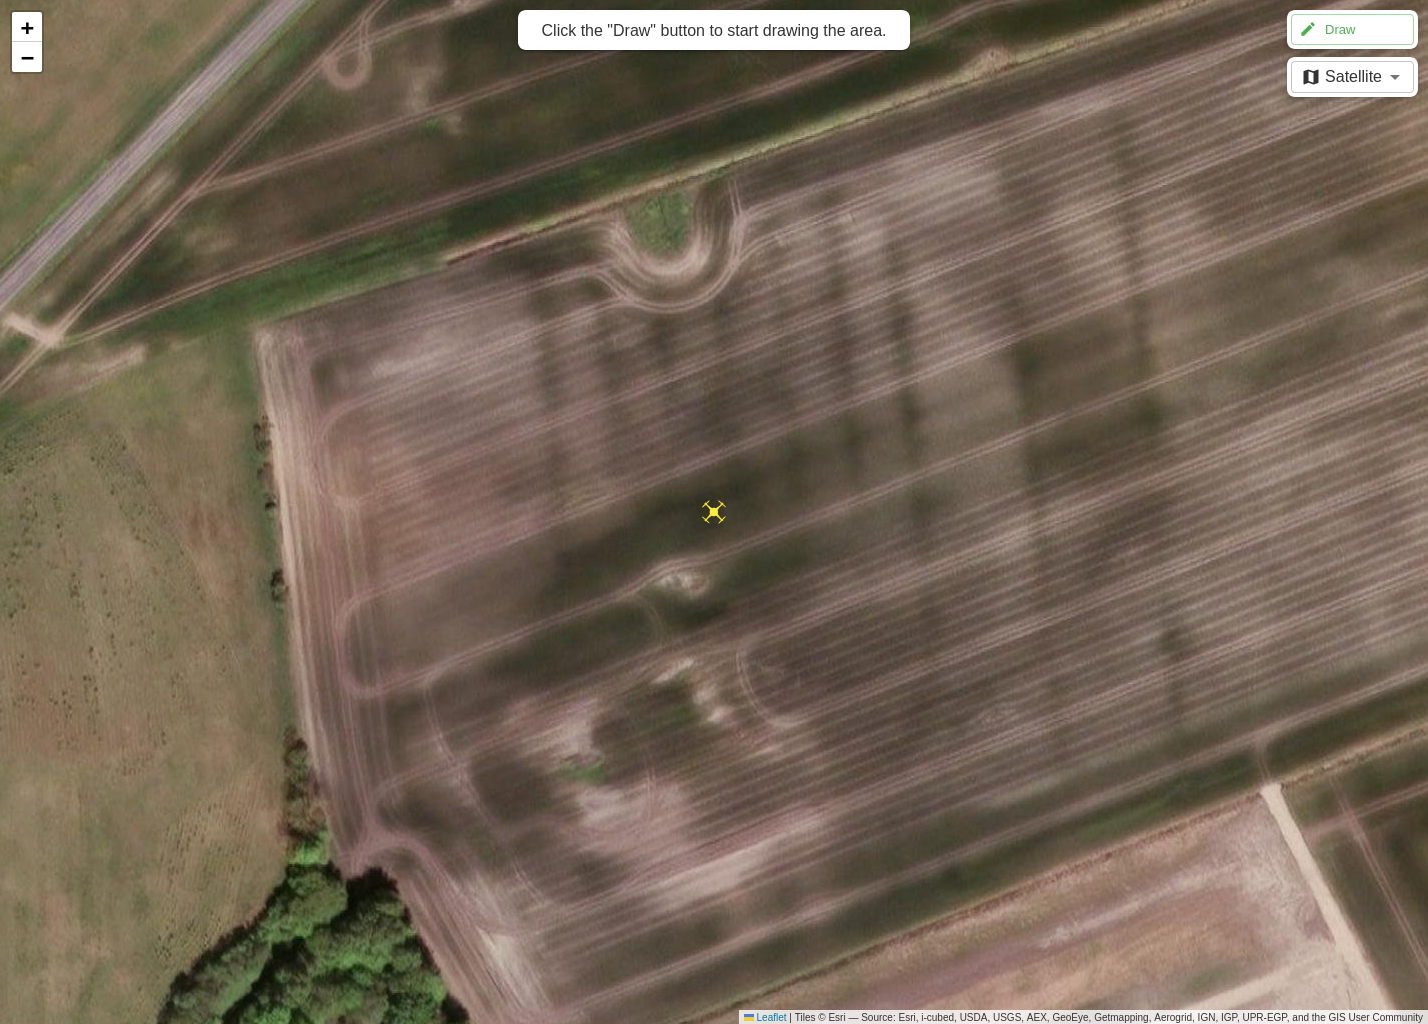 +
Click the "Draw" button to start drawing the area.
Draw
−
Satellite
Leaflet | Tiles © Esri — Source: Esri, i-cubed, USDA, USGS, AEX, GeoEye, Getmapping, Aerogrid, IGN, IGP, UPR-EGP, and the GIS User Community